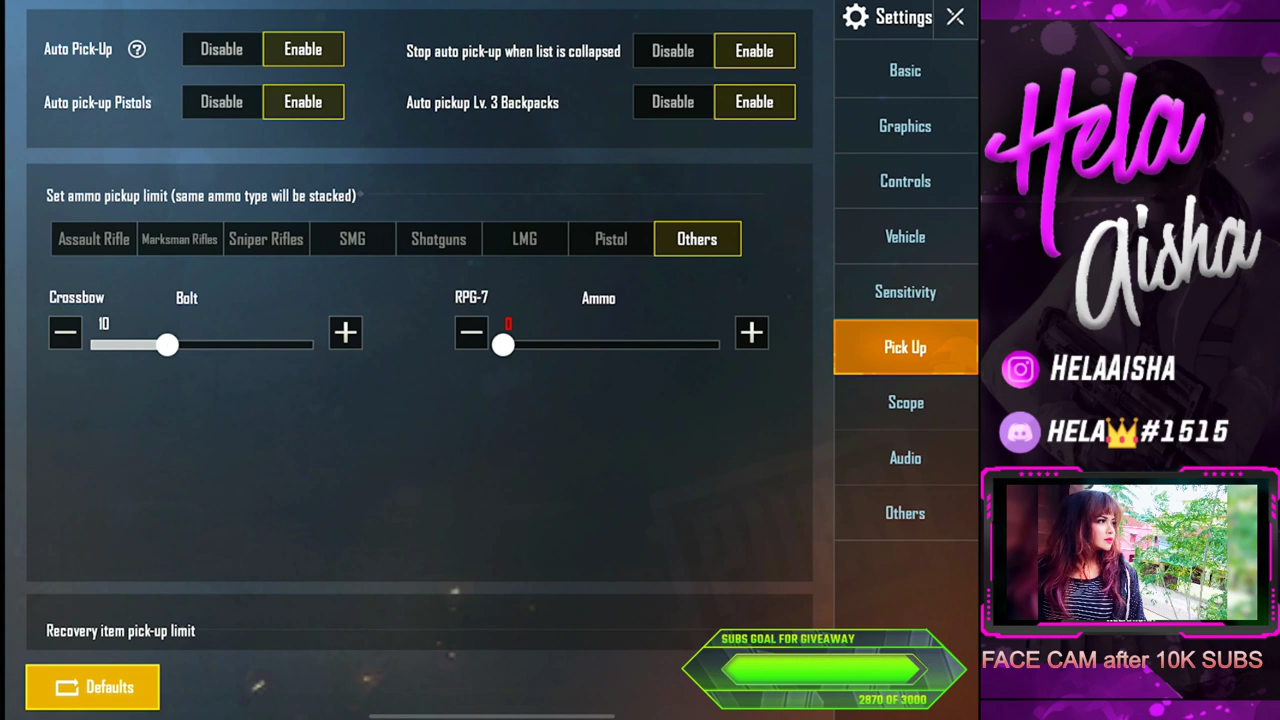 Auto Pick-Up ? Disable Enable
Stop auto pick-up when list is collapsed Disable Enable
Auto pick-up Pistols Disable Enable
Auto pickup Lv. 3 Backpacks Disable Enable
Set ammo pickup limit (same ammo type will be stacked)
Assault Rifle Marksman Rifles Sniper Rifles SMG Shotguns LMG Pistol Others
Crossbow Bolt
10
RPG-7 Ammo
0
Recovery item pick-up limit
Defaults
Settings
Basic
Graphics
Controls
Vehicle
Sensitivity
Pick Up
Scope
Audio
Others
SUBS GOAL FOR GIVEAWAY
2870 OF 3000
Hela
Aisha
HELAAISHA
HELA👑#1515
FACE CAM after 10K SUBS